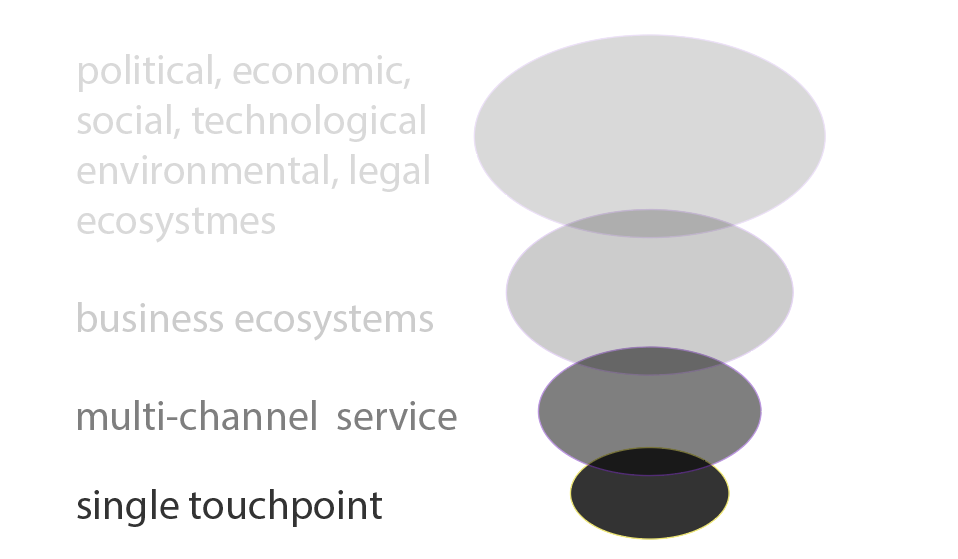 political, economic,
social, technological
environmental, legal
ecosystmes
business ecosystems
multi-channel  service
single touchpoint